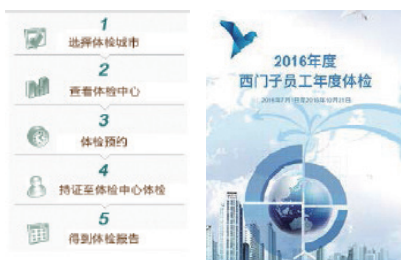 1
选择体检城市
2
查看体检中心
3
体检预约
4
持证至体检中心体检
5
得到体检报告
2016年度
西门子员工年度体检